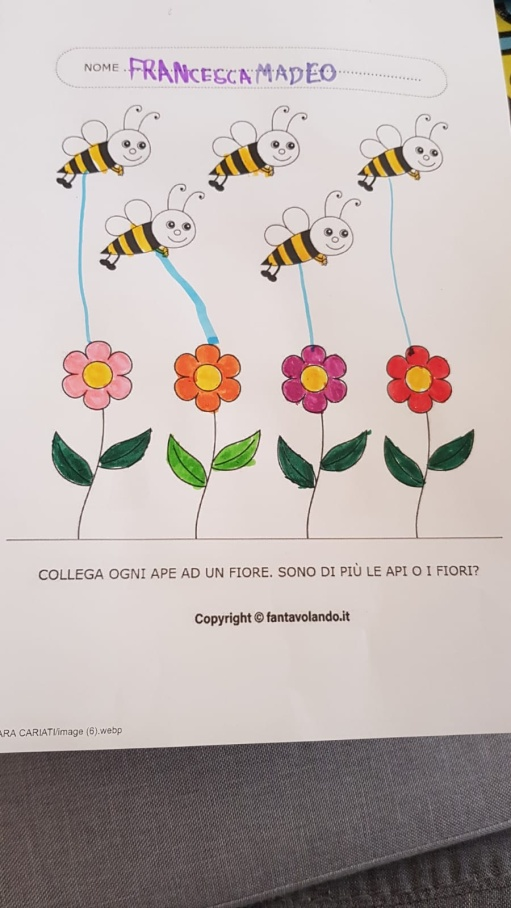 NOME FRANCESCA MADEO
COLLEGA OGNI APE AD UN FIORE. SONO DI PIÙ LE API O I FIORI?
Copyright © fantavolando.it
ARA CARIATI/image (6).webp